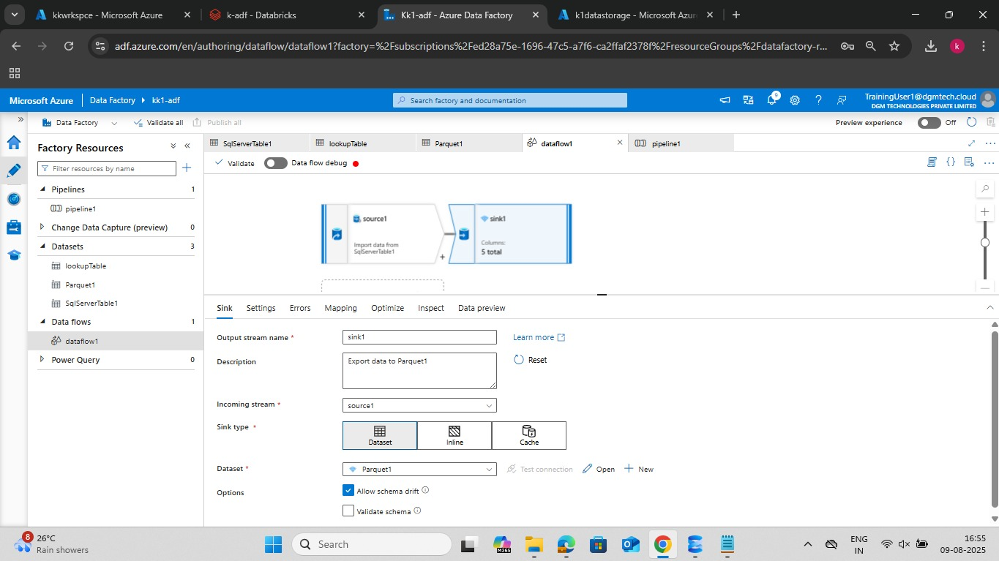 kkwrkspce - Microsoft Azure
k-adf - Databricks
Kk1-adf - Azure Data Factory
k1datastorage - Microsoft Azur
adf.azure.com/en/authoring/dataflow/dataflow1?factory=%2Fsubscriptions%2Fed28a75e-1696-47c5-a7f6-ca2ffaf2378f%2FresourceGroups%2Fdatafactory-r...
k
Microsoft Azure
Data Factory
kk1-adf
Search factory and documentation
9
TrainingUser1@dgmtech.cloud
DGM TECHNOLOGIES PRIVATE LIMITED
Data Factory
Validate all
Publish all
Preview experience
Off
Factory Resources
SqlServerTable1
lookupTable
Parquet1
dataflow1
pipeline1
Filter resources by name
Validate
Data flow debug
Pipelines 1
pipeline1
Change Data Capture (preview) 0
Datasets 3
lookupTable
Parquet1
SqlServerTable1
Data flows 1
dataflow1
Power Query 0
source1
Import data from
SqlServerTable1
sink1
Columns:
5 total
Sink
Settings
Errors
Mapping
Optimize
Inspect
Data preview
Output stream name *
sink1
Learn more
Description
Export data to Parquet1
Reset
Incoming stream *
source1
Sink type *
Dataset
Inline
Cache
Dataset *
Parquet1
Test connection
Open
New
Options
Allow schema drift
Validate schema
8
26°C
Rain showers
Search
M365
ENG
IN
16:55
09-08-2025